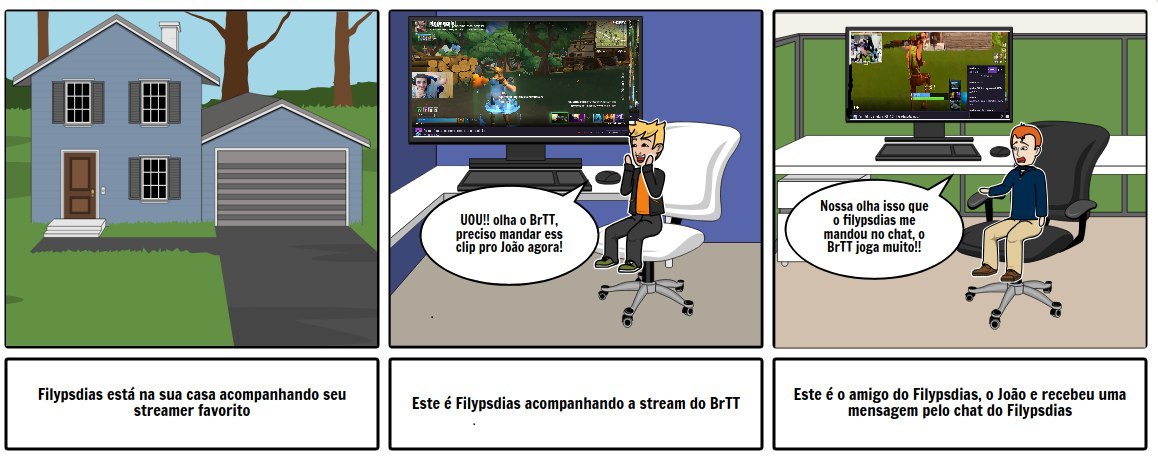 UOU!! olha o BrTT,
preciso mandar ess
clip pro João agora!
Nossa olha isso que
o filypsdias me
mandou no chat, o
BrTT joga muito!!
Filypsdias está na sua casa acompanhando seu
streamer favorito
Este é Filypsdias acompanhando a stream do BrTT
Este é o amigo do Filypsdias, o João e recebeu uma
mensagem pelo chat do Filypsdias